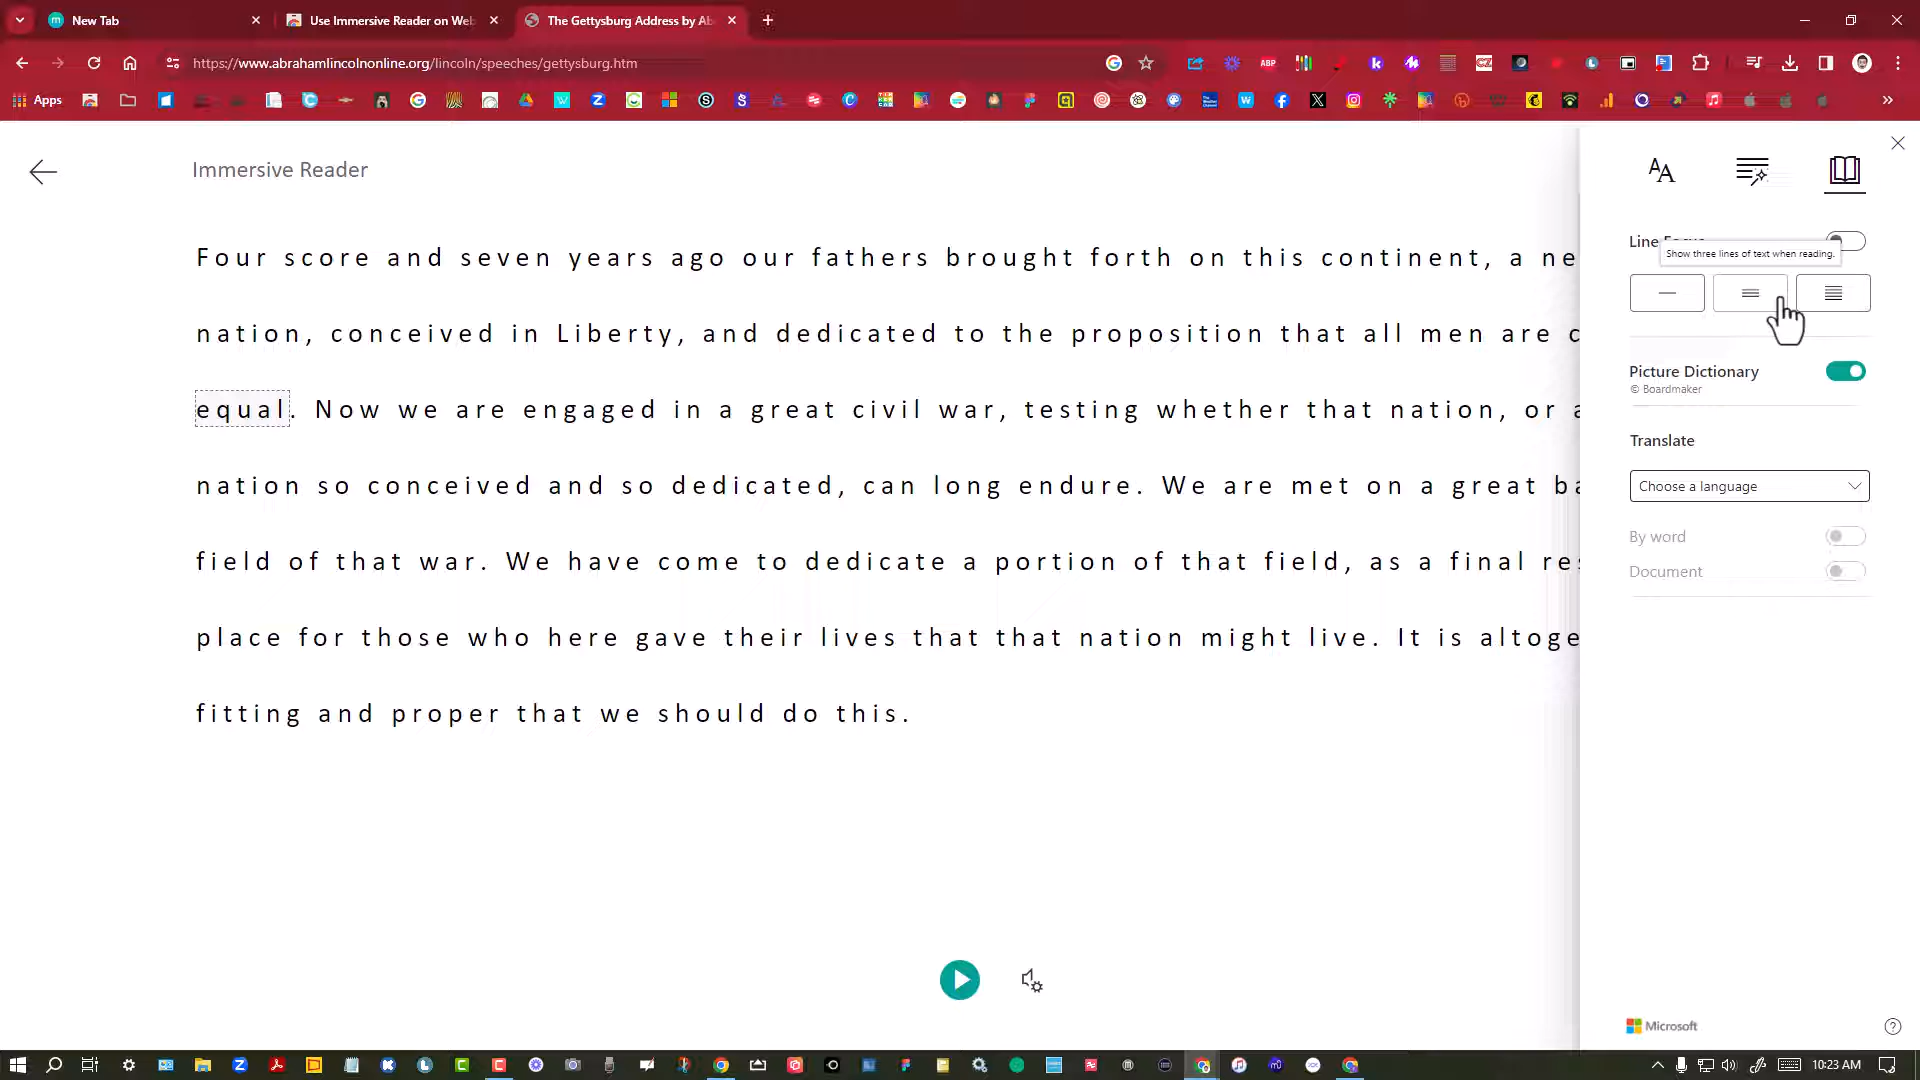 New Tab
Use Immersive Reader on Web
The Gettysburg Address by Ab
https://www.abrahamlincolnonline.org/lincoln/speeches/gettysburg.htm
Apps
Immersive Reader
Four score and seven years ago our fathers brought forth on this continent, a ne
nation, conceived in Liberty, and dedicated to the proposition that all men are c
equal. Now we are engaged in a great civil war, testing whether that nation, or a
nation so conceived and so dedicated, can long endure. We are met on a great ba
field of that war. We have come to dedicate a portion of that field, as a final res
place for those who here gave their lives that that nation might live. It is altoge
fitting and proper that we should do this.
Line Focus
Show three lines of text when reading.
Picture Dictionary
© Boardmaker
Translate
Choose a language
By word
Document
Microsoft
10:23 AM